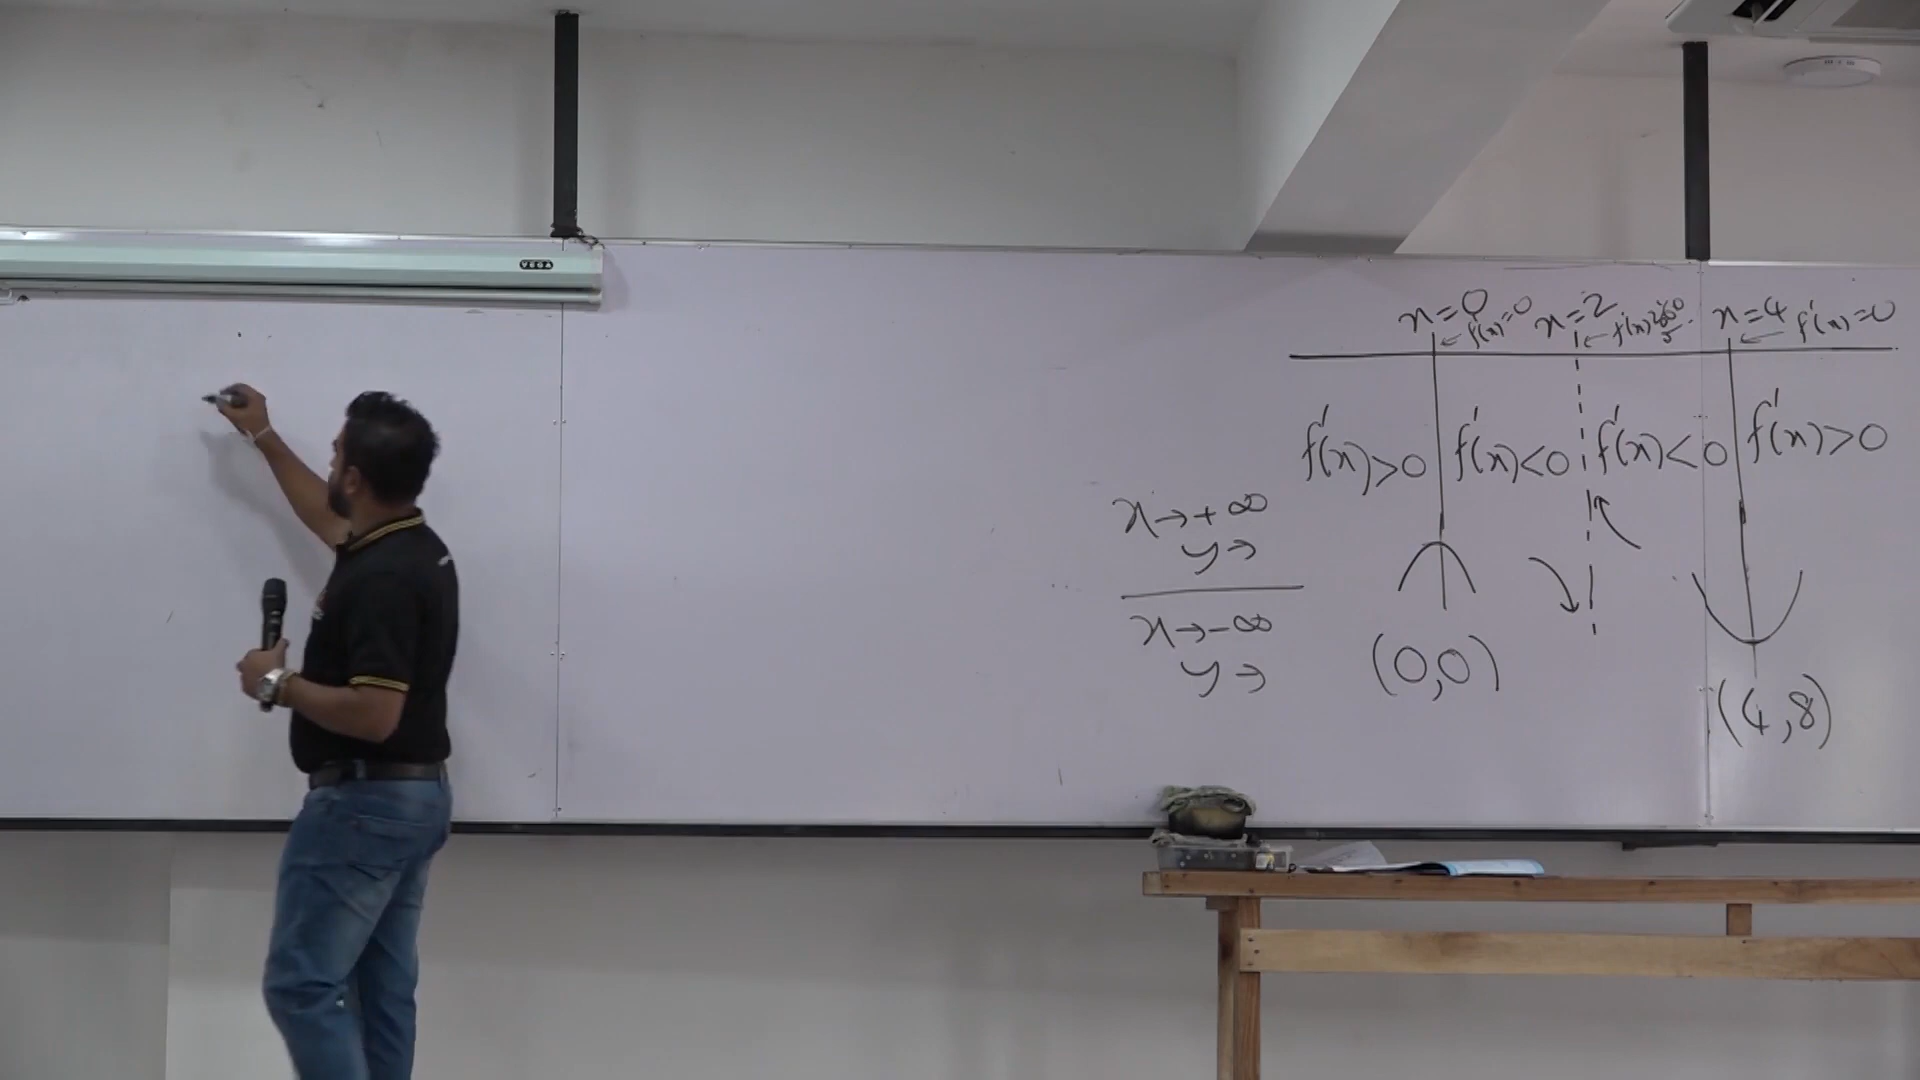 VEGA
x=0 x=2 x=4
← f'(x)=0 ← ← f'(x)=0
f'(x)>0 f'(x)<0 f'(x)<0 f'(x)>0
x→+∞
y→
x→-∞
y→
(0,0)
(4,8)